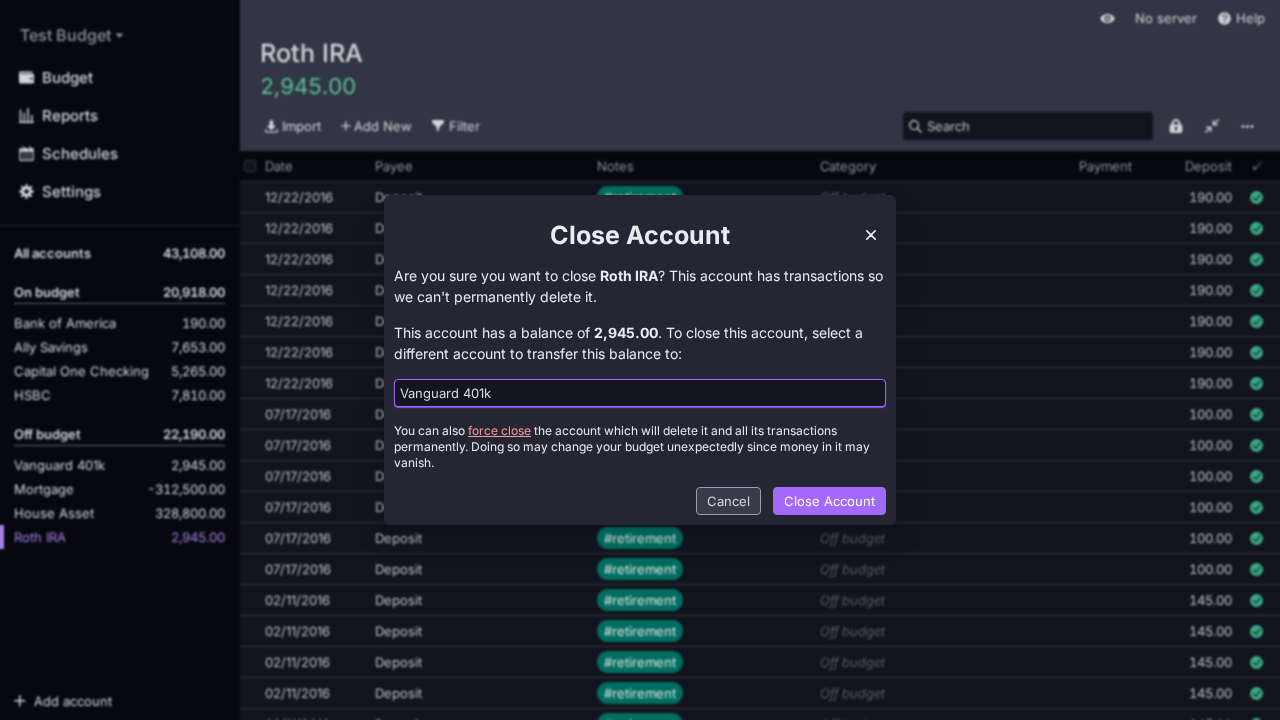 Test Budget
Budget
Reports
Schedules
Settings
All accounts 43,108.00
On budget 20,918.00
Bank of America 190.00
Ally Savings 7,653.00
Capital One Checking 5,265.00
HSBC 7,810.00
Off budget 22,190.00
Vanguard 401k 2,945.00
Mortgage -312,500.00
House Asset 328,800.00
Roth IRA 2,945.00
Add account
No server Help
Roth IRA
2,945.00
Import + Add New Filter Search
Date Payee Notes Category Payment Deposit
12/22/2016 Deposit #retirement Off budget 190.00
12/22/2016 190.00
12/22/2016 190.00
12/22/2016 190.00
12/22/2016 190.00
12/22/2016 190.00
12/22/2016 190.00
07/17/2016 100.00
07/17/2016 100.00
07/17/2016 100.00
07/17/2016 100.00
07/17/2016 Deposit #retirement Off budget 100.00
07/17/2016 Deposit #retirement Off budget 100.00
02/11/2016 Deposit #retirement Off budget 145.00
02/11/2016 Deposit #retirement Off budget 145.00
02/11/2016 Deposit #retirement Off budget 145.00
02/11/2016 Deposit #retirement Off budget 145.00
Close Account
Are you sure you want to close Roth IRA? This account has transactions so
we can't permanently delete it.
This account has a balance of 2,945.00. To close this account, select a
different account to transfer this balance to:
Vanguard 401k
You can also force close the account which will delete it and all its transactions
permanently. Doing so may change your budget unexpectedly since money in it may
vanish.
Cancel Close Account